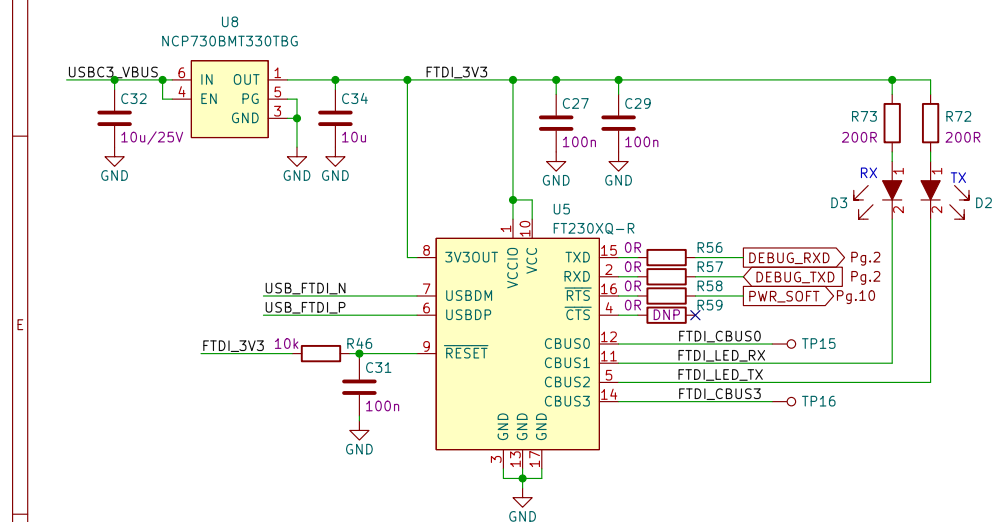 U8
NCP730BMT330TBG
USBC3_VBUS
6 IN OUT 1
4 EN PG 5
GND 3
FTDI_3V3
C32
10u/25V
GND
GND
C34
10u
GND
C27
100n
GND
C29
100n
GND
R73
200R
R72
200R
RX
1
D3
2
TX
1
D2
2
U5
FT230XQ-R
1
10
VCCIO
VCC
8 3V3OUT
USB_FTDI_N
7 USBDM
USB_FTDI_P
6 USBDP
FTDI_3V3
10k
R46
9 RESET
C31
100n
GND
TXD 15
0R
R56
DEBUG_RXD
Pg.2
RXD 2
0R
R57
DEBUG_TXD
Pg.2
RTS 16
0R
R58
PWR_SOFT
Pg.10
CTS 4
0R
DNP
R59
CBUS0 12
FTDI_CBUS0
TP15
CBUS1 11
FTDI_LED_RX
CBUS2 5
FTDI_LED_TX
CBUS3 14
FTDI_CBUS3
TP16
GND
GND
GND
3
13
17
GND
E